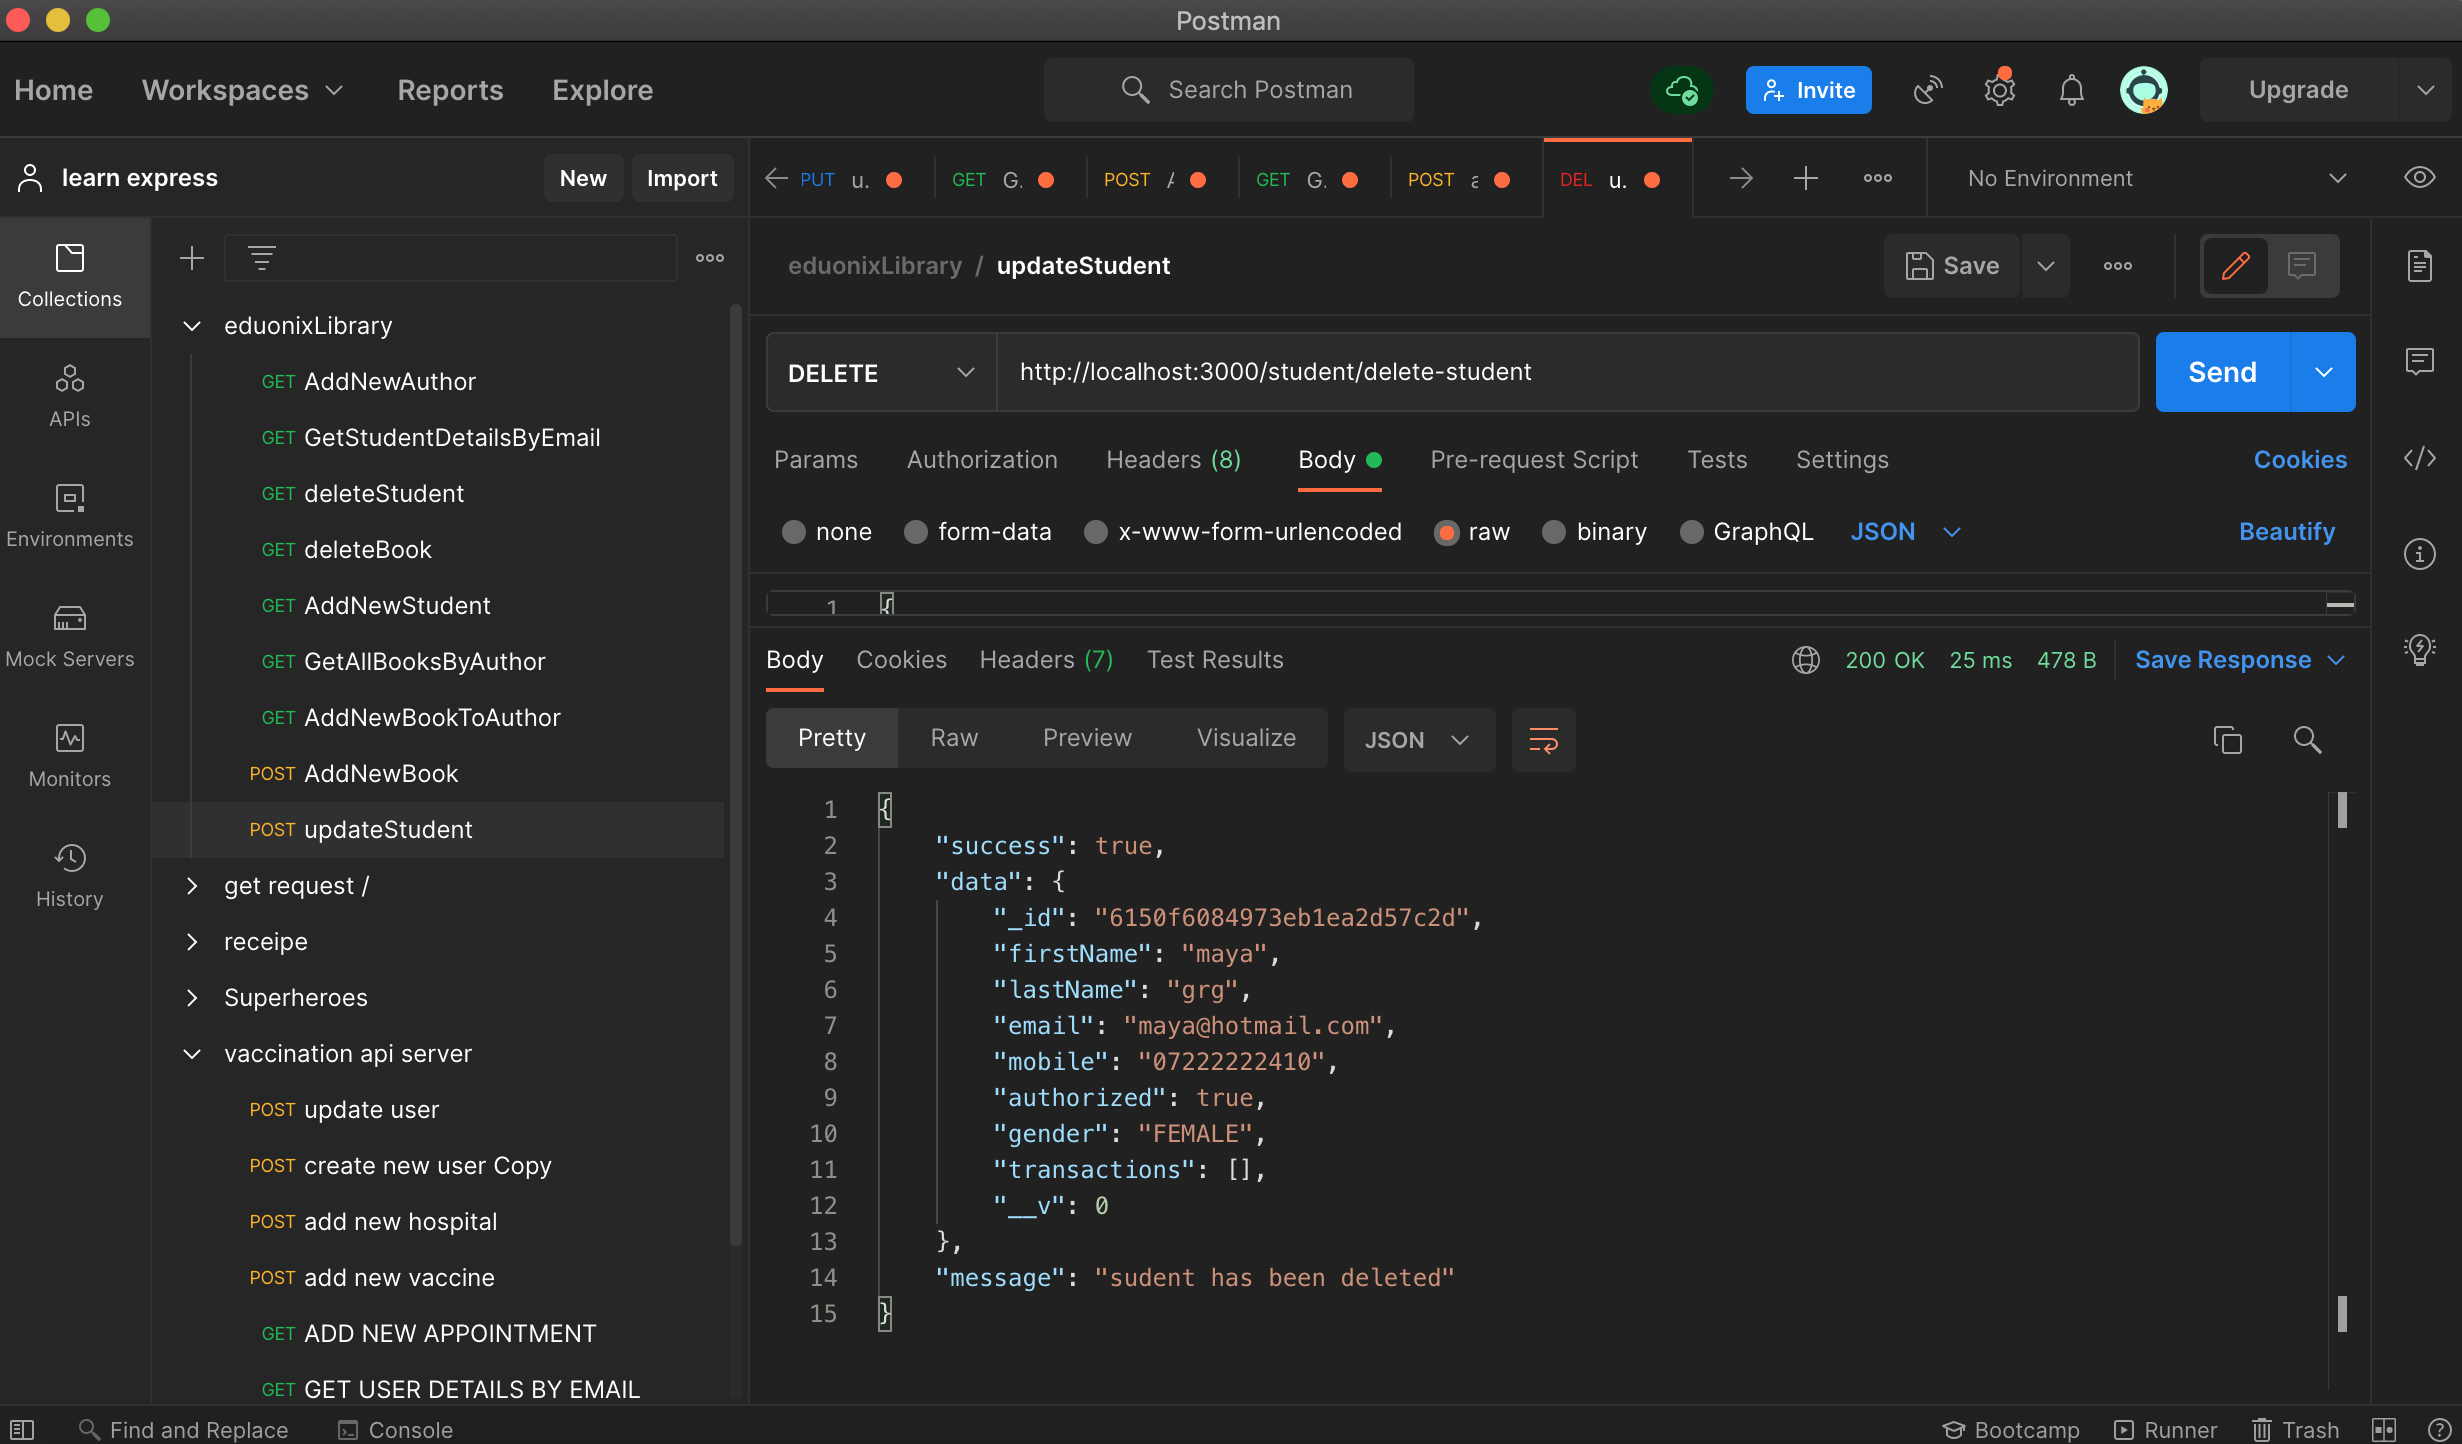 Postman
Home Workspaces Reports Explore Search Postman Invite Upgrade
learn express New Import
PUT u. GET G. POST GET G. POST a DEL u. No Environment
Collections
APIs
Environments
Mock Servers
Monitors
History
eduonixLibrary
GET AddNewAuthor
GET GetStudentDetailsByEmail
GET deleteStudent
GET deleteBook
GET AddNewStudent
GET GetAllBooksByAuthor
GET AddNewBookToAuthor
POST AddNewBook
POST updateStudent
get request /
receipe
Superheroes
vaccination api server
POST update user
POST create new user Copy
POST add new hospital
POST add new vaccine
GET ADD NEW APPOINTMENT
GET GET USER DETAILS BY EMAIL
eduonixLibrary / updateStudent Save
DELETE http://localhost:3000/student/delete-student Send
Params Authorization Headers (8) Body Pre-request Script Tests Settings Cookies
none form-data x-www-form-urlencoded raw binary GraphQL JSON Beautify
1 {
Body Cookies Headers (7) Test Results 200 OK 25 ms 478 B Save Response
Pretty Raw Preview Visualize JSON
1 {
2 "success": true,
3 "data": {
4 "_id": "6150f6084973eb1ea2d57c2d",
5 "firstName": "maya",
6 "lastName": "grg",
7 "email": "maya@hotmail.com",
8 "mobile": "07222222410",
9 "authorized": true,
10 "gender": "FEMALE",
11 "transactions": [],
12 "__v": 0
13 },
14 "message": "sudent has been deleted"
15 }
Find and Replace Console Bootcamp Runner Trash